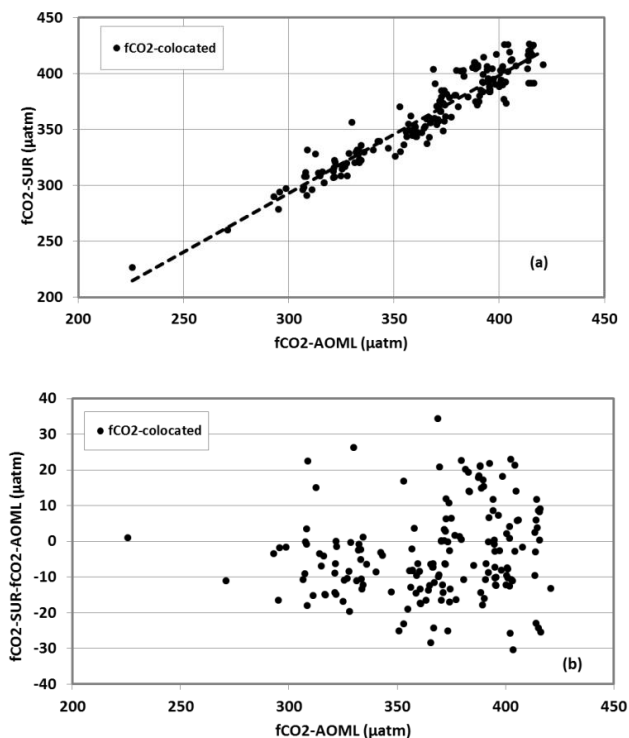 450
400
350
300
250
200
fCO2-SUR (µatm)
fCO2-colocated
(a)
200 250 300 350 400 450
fCO2-AOML (µatm)
40
30
20
10
0
-10
-20
-30
-40
fCO2-SUR-fCO2-AOML (µatm)
fCO2-colocated
(b)
200 250 300 350 400 450
fCO2-AOML (µatm)